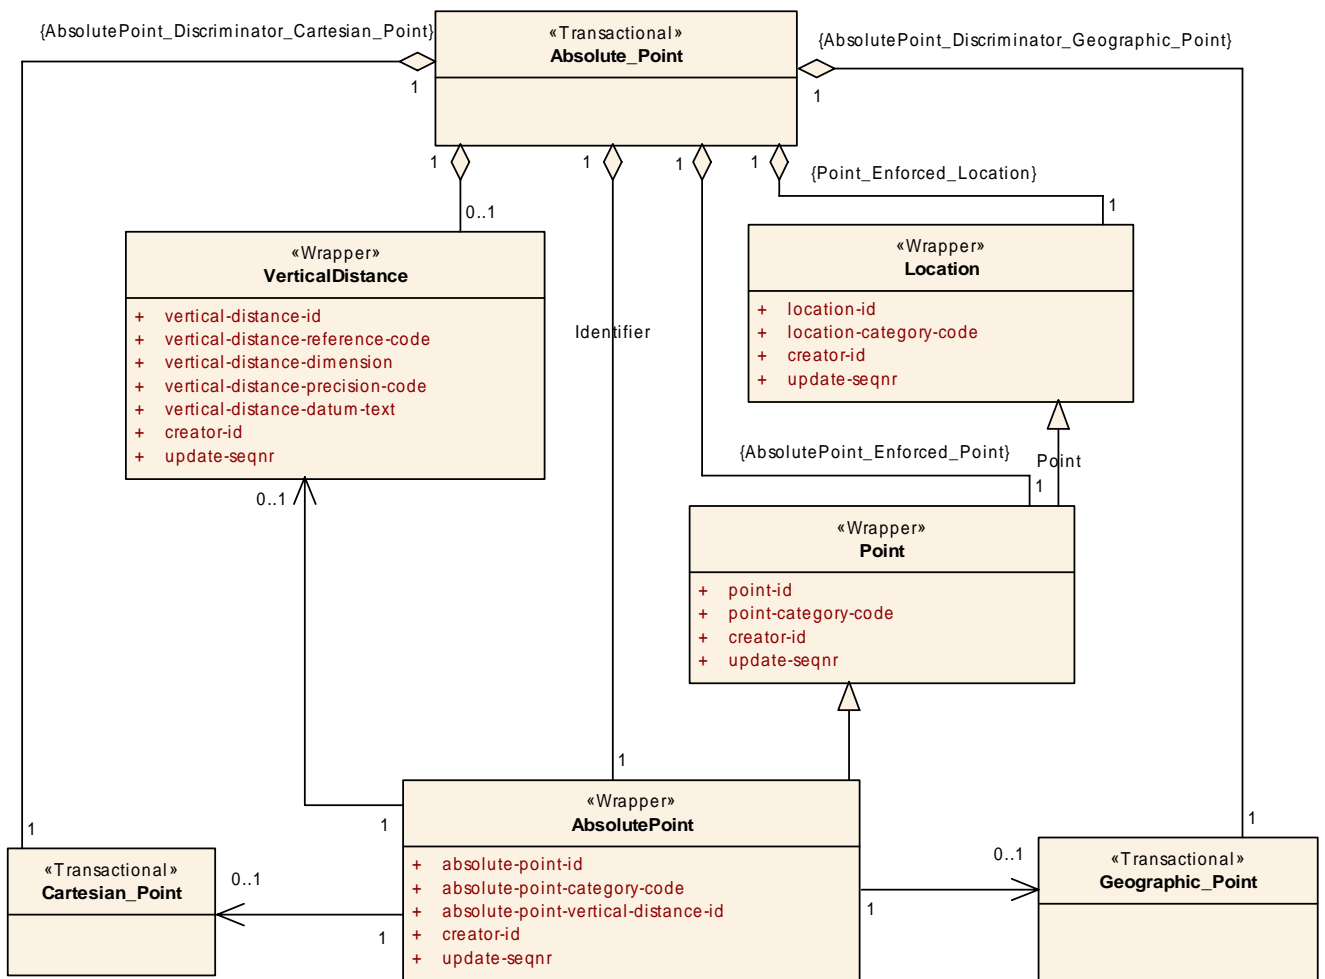 {AbsolutePoint_Discriminator_Cartesian_Point}
«Transactional»
Absolute_Point
{AbsolutePoint_Discriminator_Geographic_Point}
1
1
1
1
1
1
{Point_Enforced_Location}
0..1
1
«Wrapper»
VerticalDistance
+ vertical-distance-id
+ vertical-distance-reference-code
+ vertical-distance-dimension
+ vertical-distance-precision-code
+ vertical-distance-datum-text
+ creator-id
+ update-seqnr
Identifier
«Wrapper»
Location
+ location-id
+ location-category-code
+ creator-id
+ update-seqnr
{AbsolutePoint_Enforced_Point}
Point
1
0..1
«Wrapper»
Point
+ point-id
+ point-category-code
+ creator-id
+ update-seqnr
1
1
1
1
«Wrapper»
AbsolutePoint
+ absolute-point-id
+ absolute-point-category-code
+ absolute-point-vertical-distance-id
+ creator-id
+ update-seqnr
«Transactional»
Cartesian_Point
0..1
1
0..1
1
«Transactional»
Geographic_Point